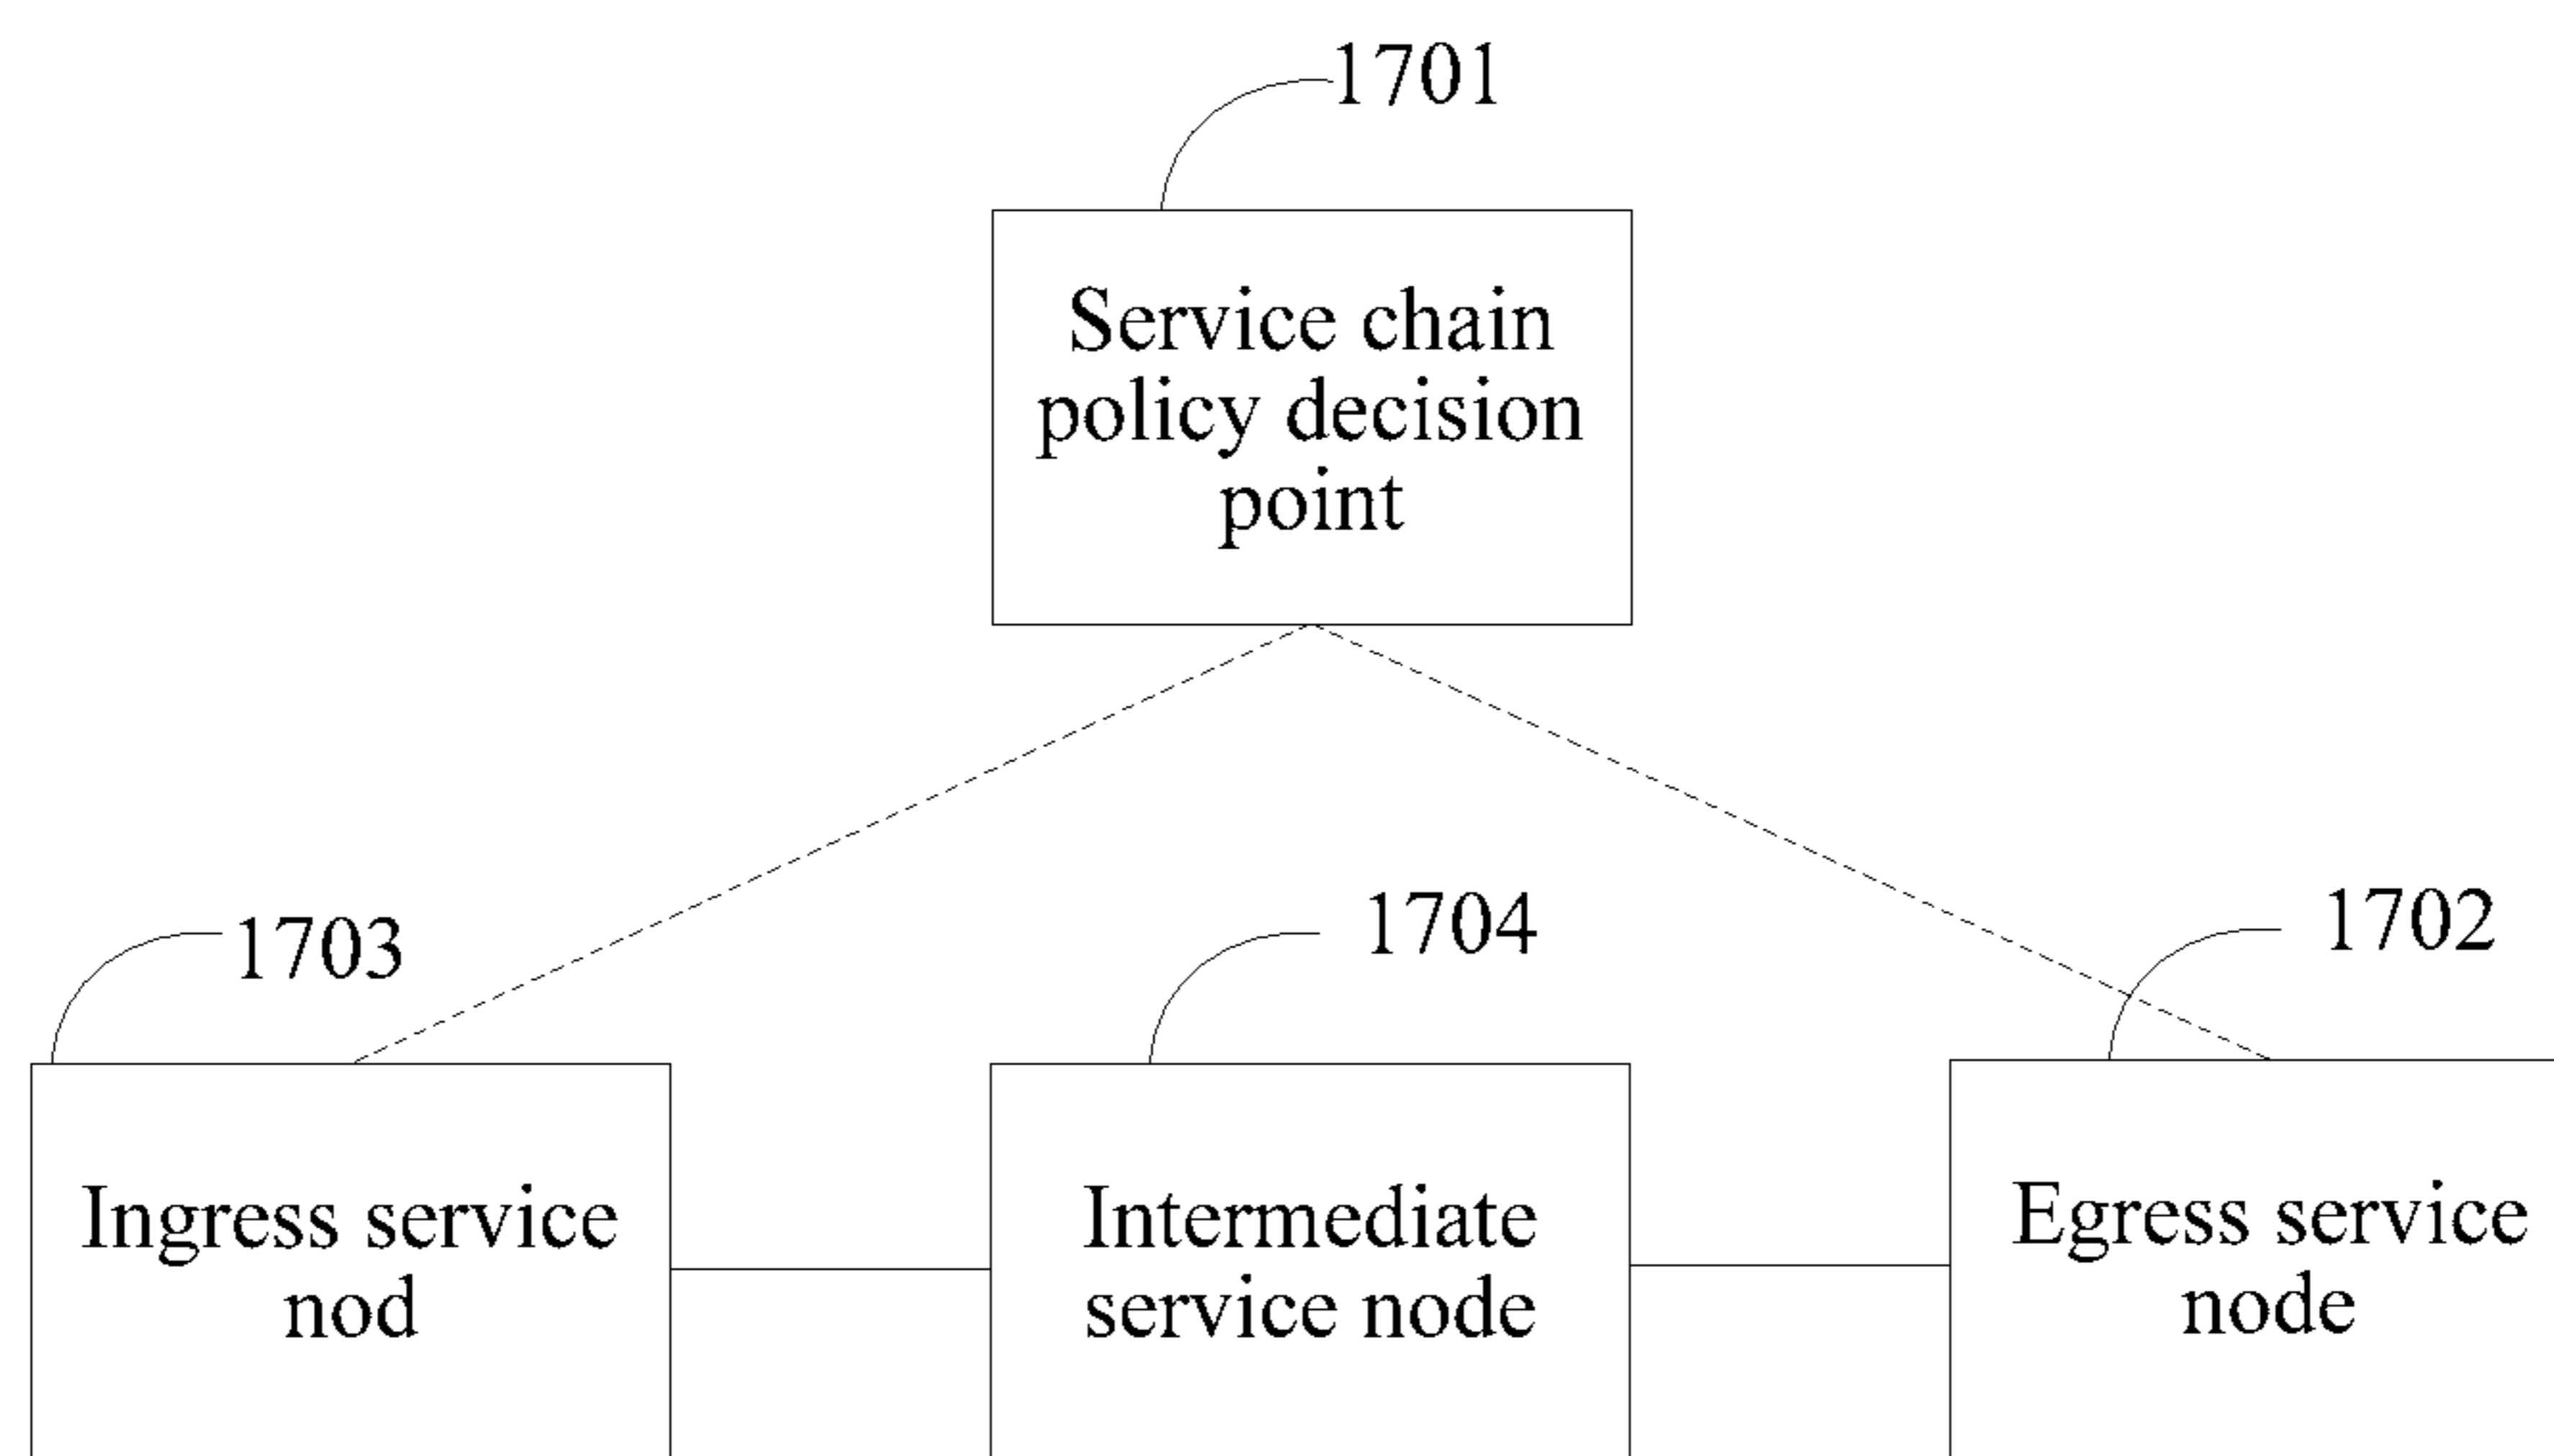 1701
Service chain
policy decision
point
1703
1704
1702
Ingress service
nod
Intermediate
service node
Egress service
node